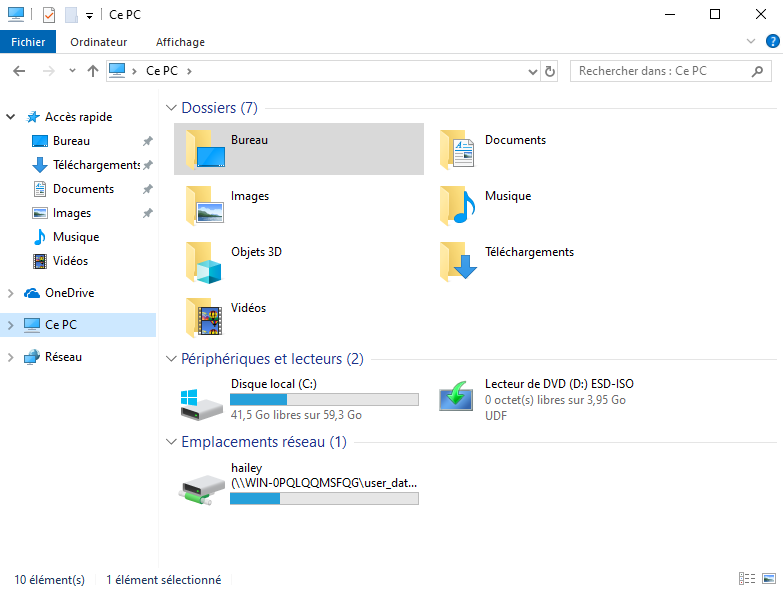 Ce PC
Fichier Ordinateur Affichage
Ce PC
Rechercher dans : Ce PC
Accès rapide
Bureau
Téléchargements
Documents
Images
Musique
Vidéos
OneDrive
Ce PC
Réseau
Dossiers (7)
Bureau
Documents
Images
Musique
Objets 3D
Téléchargements
Vidéos
Périphériques et lecteurs (2)
Disque local (C:)
41,5 Go libres sur 59,3 Go
Lecteur de DVD (D:) ESD-ISO
0 octet(s) libres sur 3,95 Go
UDF
Emplacements réseau (1)
hailey
(\\WIN-0PQLQQMSFQG\user_dat...
10 élément(s) 1 élément sélectionné